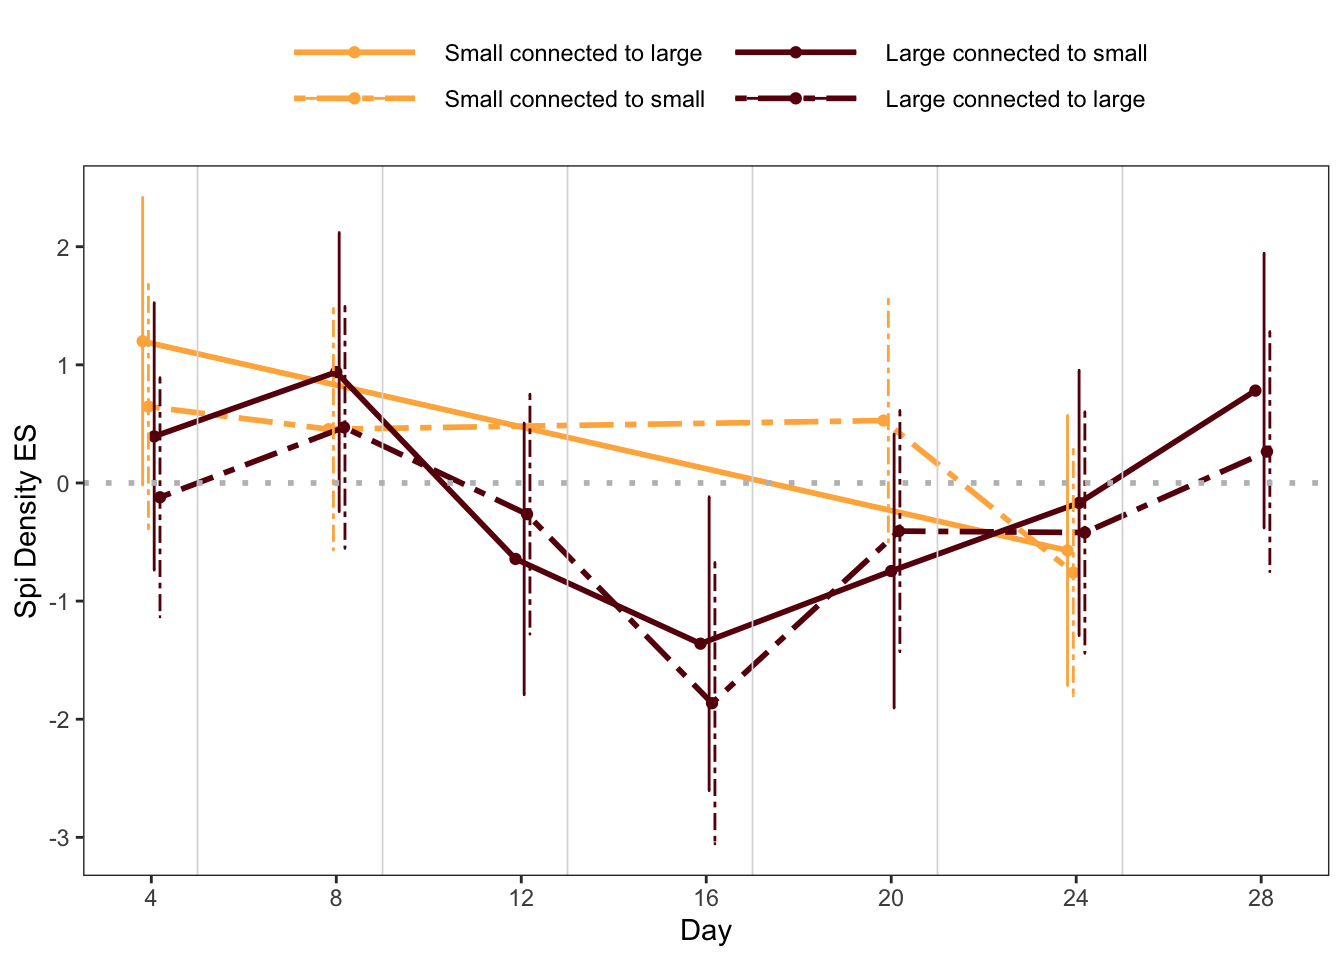 Small connected to large
Large connected to small
Small connected to small
Large connected to large
Spi Density ES
2
1
0
-1
-2
-3
4 8 12 16 20 24 28
Day